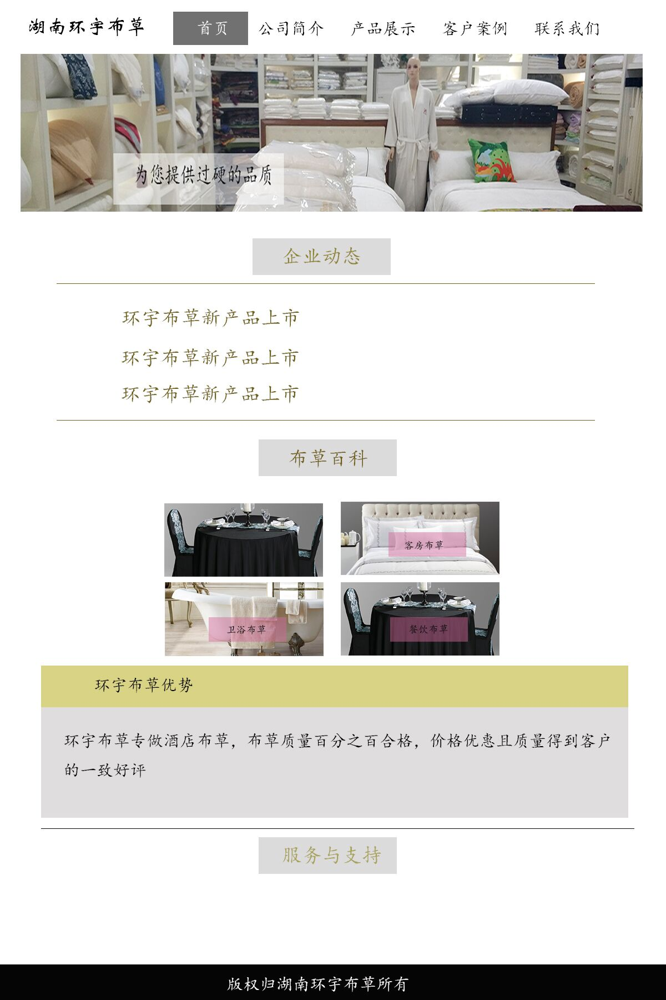 湖南环宇布草
首页 公司简介 产品展示 客户案例 联系我们
为您提供过硬的品质
企业动态
环宇布草新产品上市
环宇布草新产品上市
环宇布草新产品上市
布草百科
客房布草
卫浴布草
餐饮布草
环宇布草优势
环宇布草专做酒店布草，布草质量百分之百合格，价格优惠且质量得到客户
的一致好评
服务与支持
版权归湖南环宇布草所有